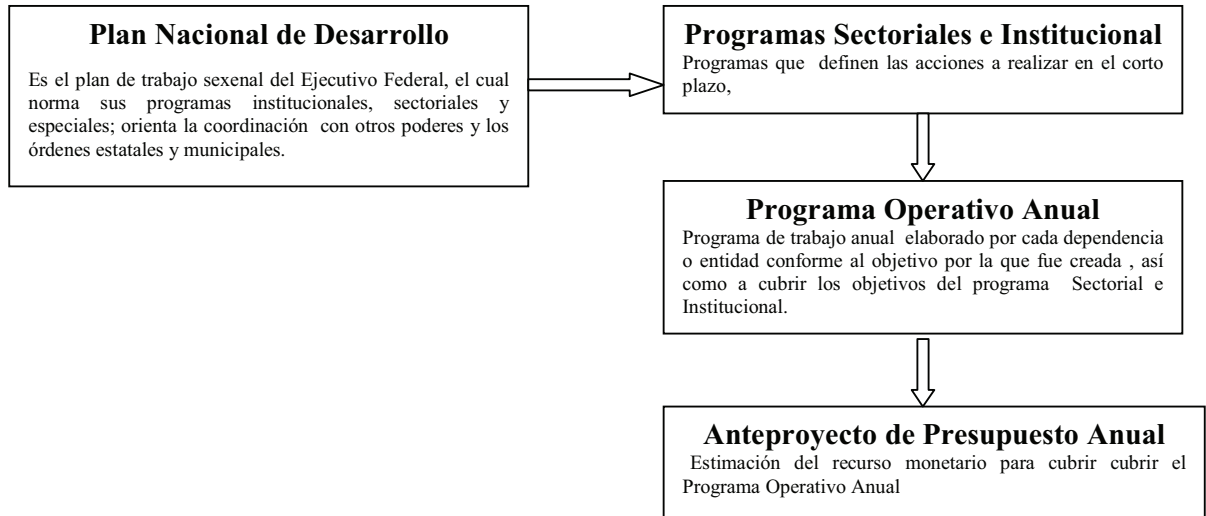 Plan Nacional de Desarrollo
Es el plan de trabajo sexenal del Ejecutivo Federal, el cual
norma sus programas institucionales, sectoriales y
especiales; orienta la coordinación con otros poderes y los
órdenes estatales y municipales.
Programas Sectoriales e Institucional
Programas que definen las acciones a realizar en el corto
plazo,
Programa Operativo Anual
Programa de trabajo anual elaborado por cada dependencia
o entidad conforme al objetivo por la que fue creada , así
como a cubrir los objetivos del programa Sectorial e
Institucional.
Anteproyecto de Presupuesto Anual
Estimación del recurso monetario para cubrir cubrir el
Programa Operativo Anual